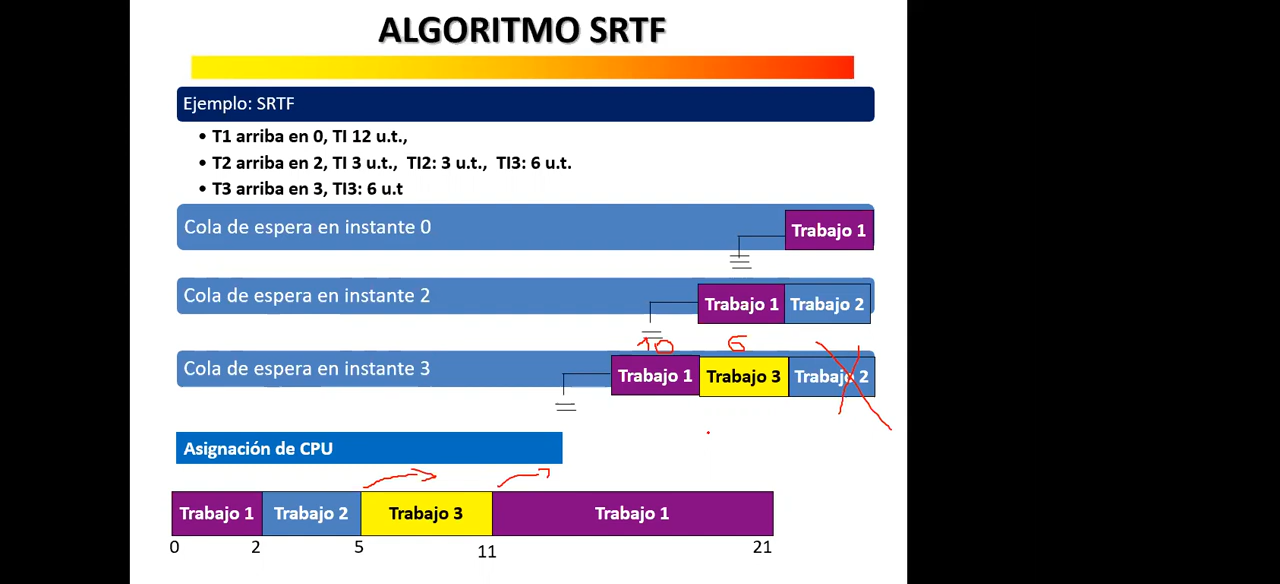 ALGORITMO SRTF
Ejemplo: SRTF
• T1 arriba en 0, TI 12 u.t.,
• T2 arriba en 2, TI 3 u.t., TI2: 3 u.t., TI3: 6 u.t.
• T3 arriba en 3, TI3: 6 u.t
Cola de espera en instante 0
Trabajo 1
Cola de espera en instante 2
Trabajo 1 Trabajo 2
10 6
Cola de espera en instante 3
Trabajo 1 Trabajo 3 Trabajo 2
Asignación de CPU
Trabajo 1 Trabajo 2 Trabajo 3 Trabajo 1
0 2 5 11 21